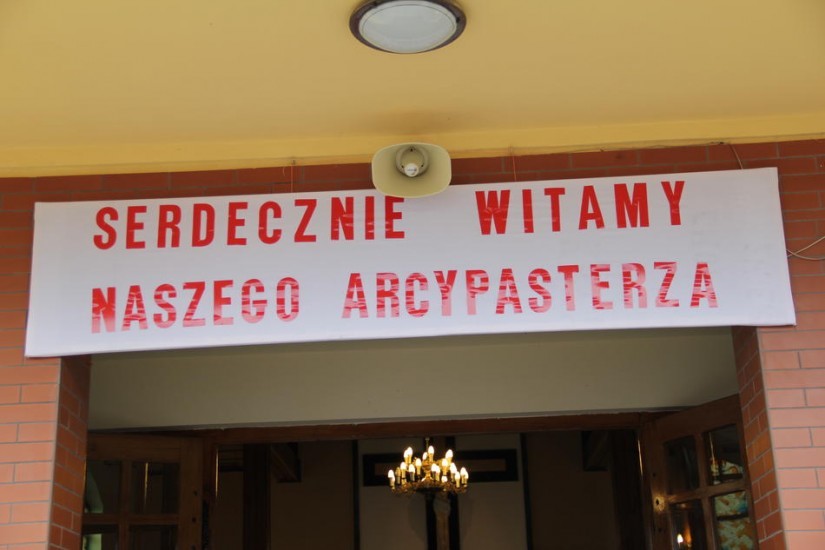 SERDECZNIE WITAMY
NASZEGO ARCYPASTERZA